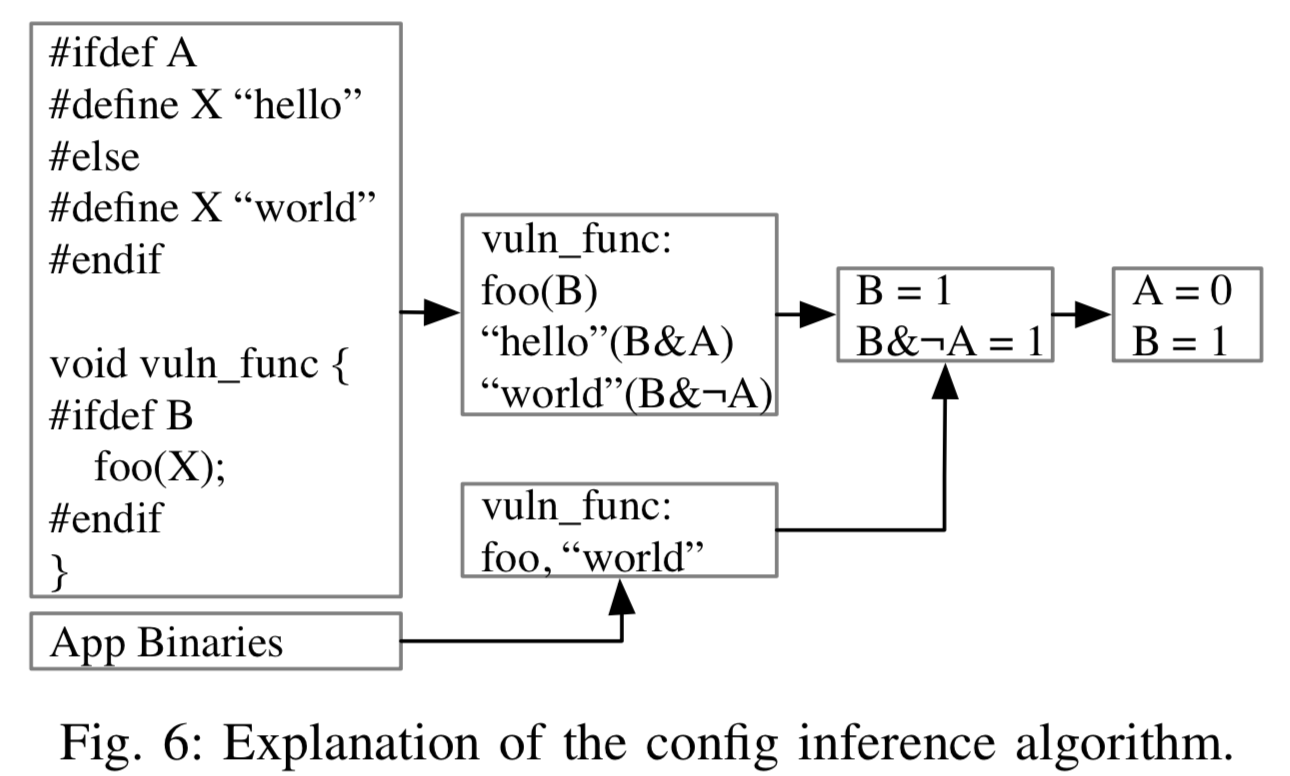 #ifdef A
#define X “hello”
#else
#define X “world”
#endif
void vuln_func {
#ifdef B
foo(X);
#endif
}
App Binaries
vuln_func:
foo(B)
“hello”(B&A)
“world”(B&¬A)
vuln_func:
foo, “world”
B = 1
B&¬A = 1
A = 0
B = 1
Fig. 6: Explanation of the config inference algorithm.